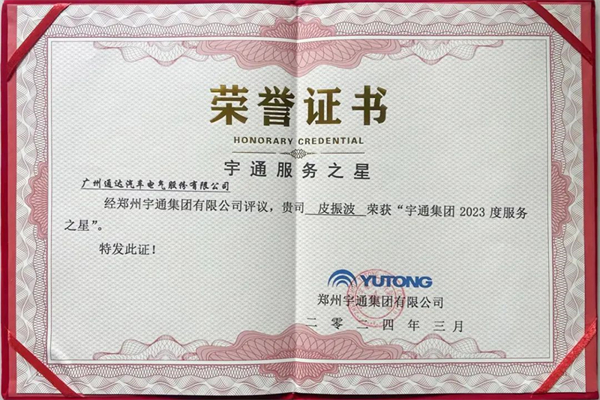 荣誉证书
HONORARY CREDENTIAL
宇通服务之星
广州通达汽车电气股份有限公司
经郑州宇通集团有限公司评议，贵司 皮振波 荣获“宇通集团 2023 度服务
之星”。
特发此证！
YUTONG
郑州宇通集团有限公司
二零二四年三月